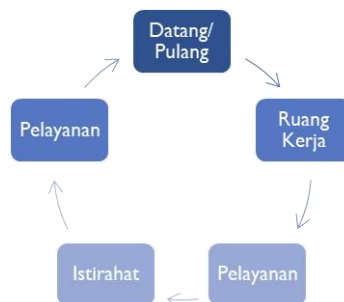 Datang/
Pulang
Ruang
Kerja
Pelayanan
Istirahat
Pelayanan